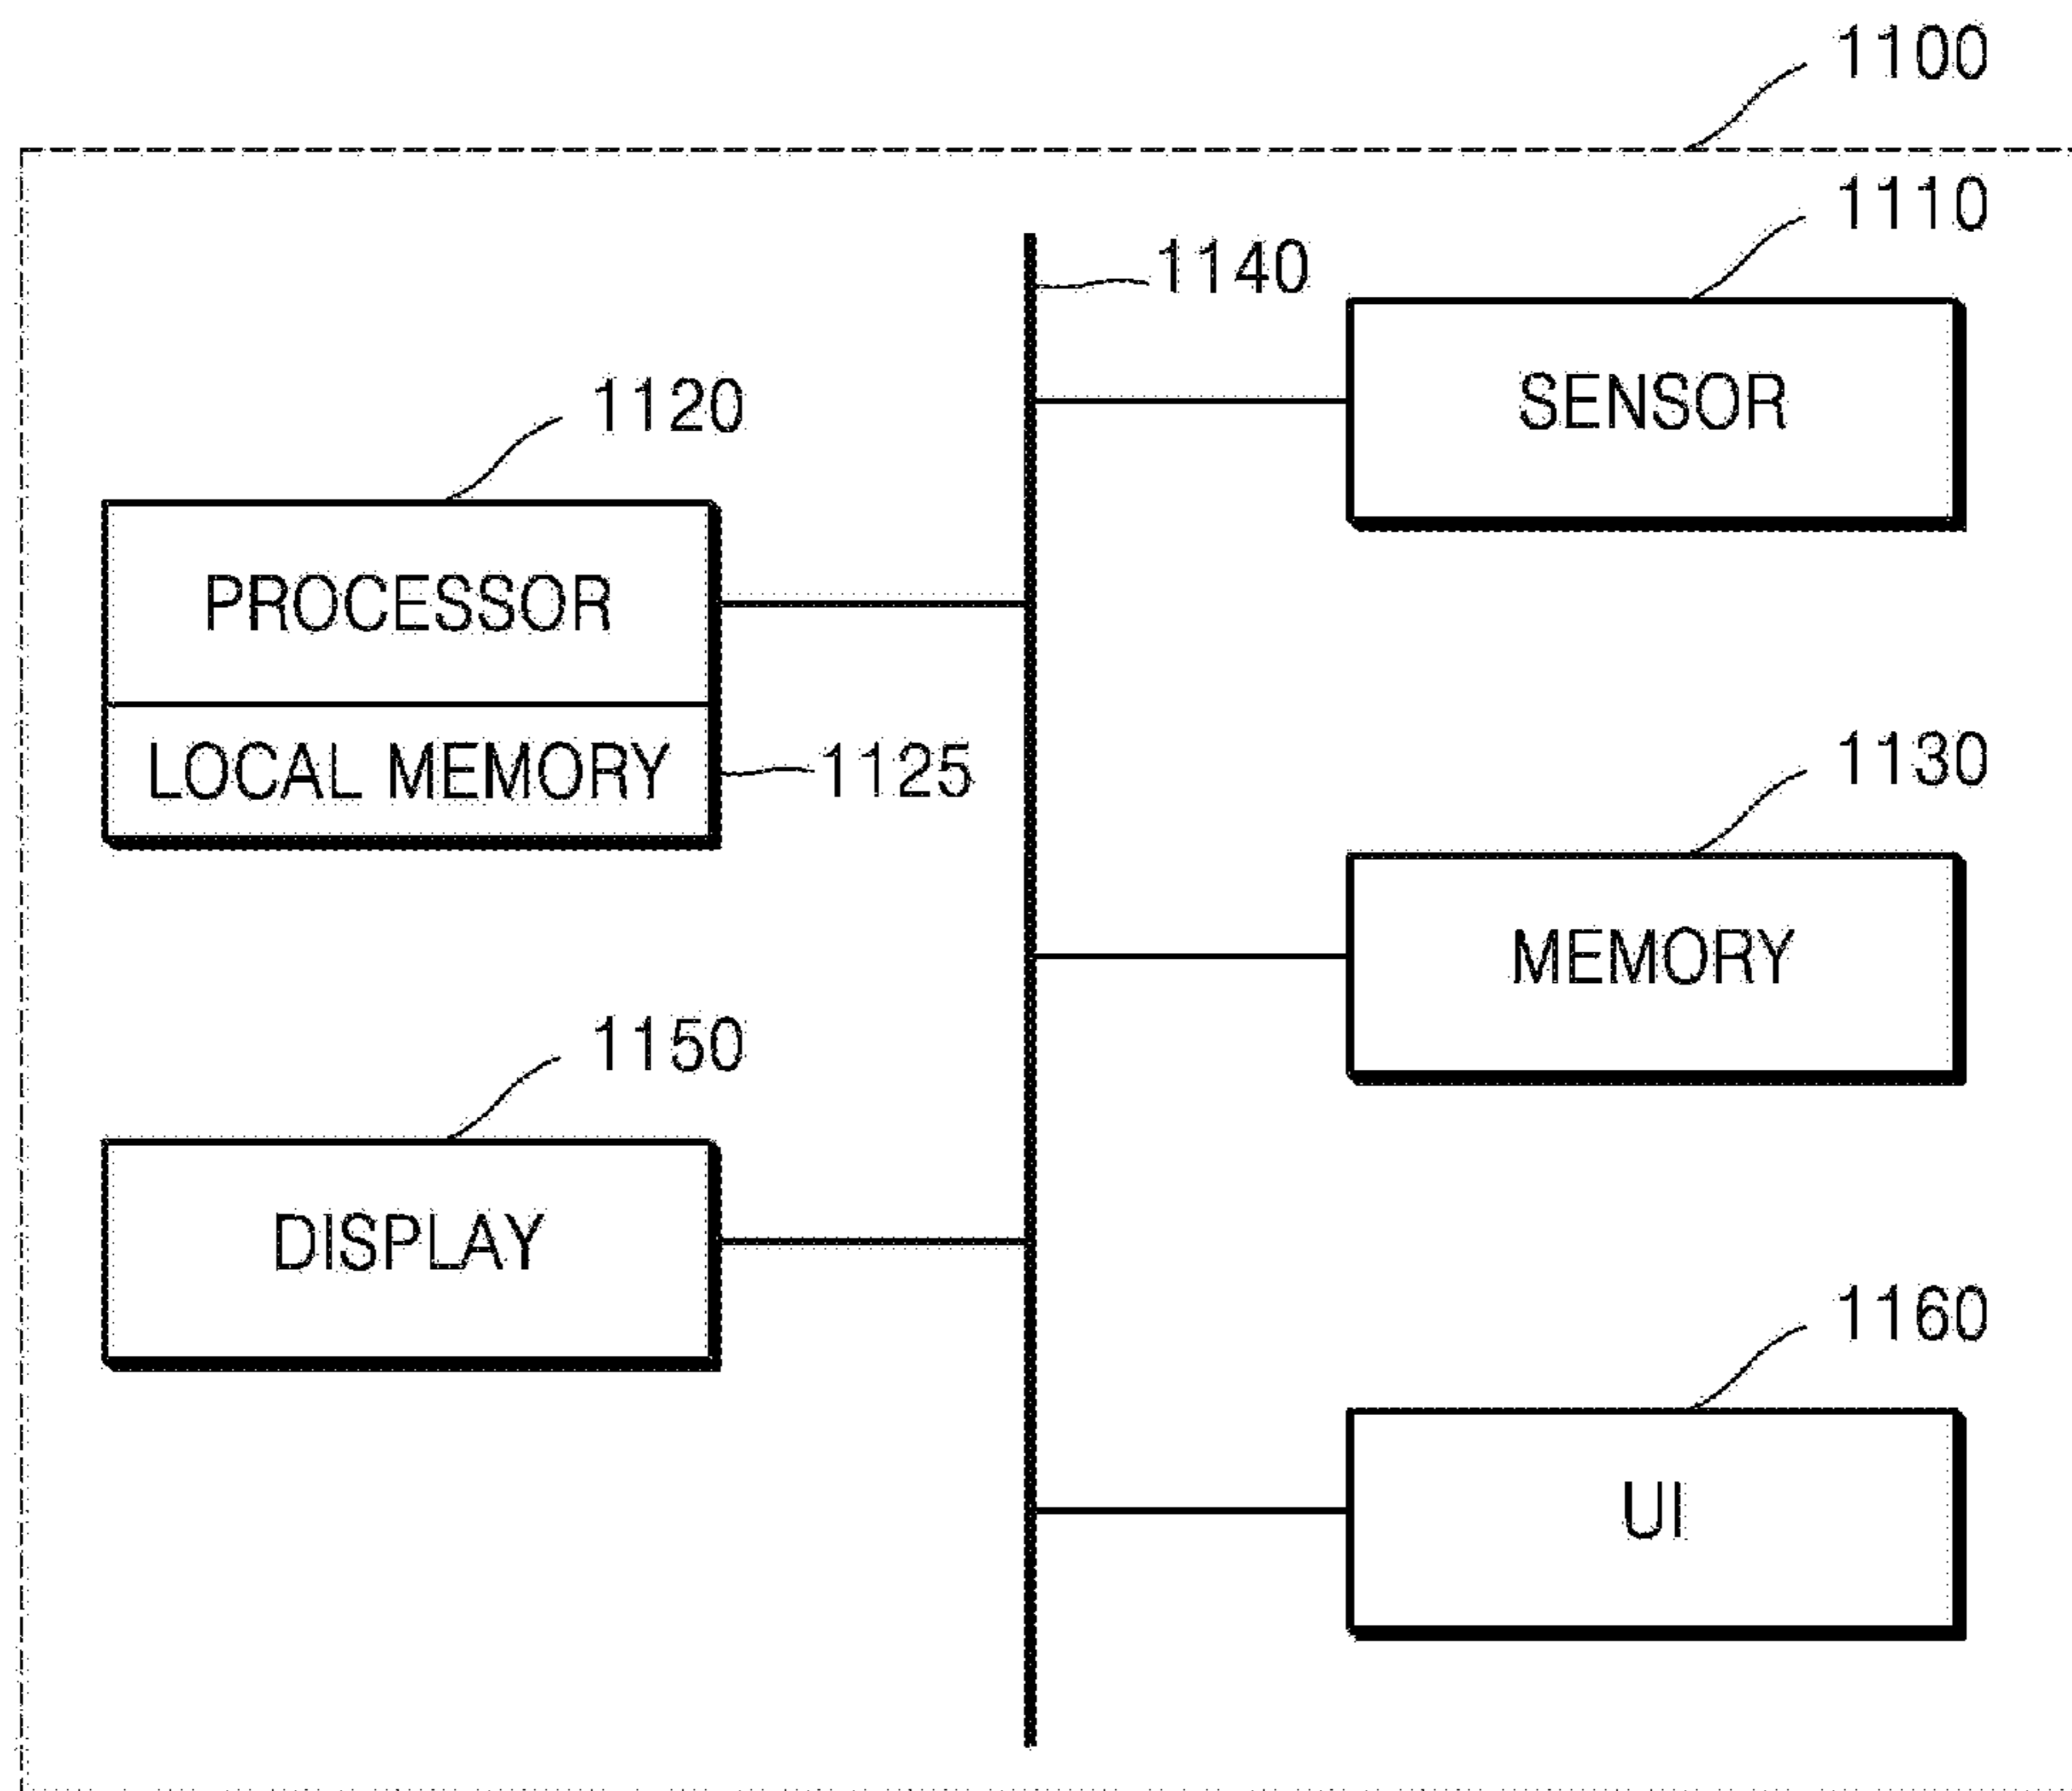 1100
1110
1140
SENSOR
1120
PROCESSOR
LOCAL MEMORY
1125
1130
MEMORY
1150
DISPLAY
1160
UI